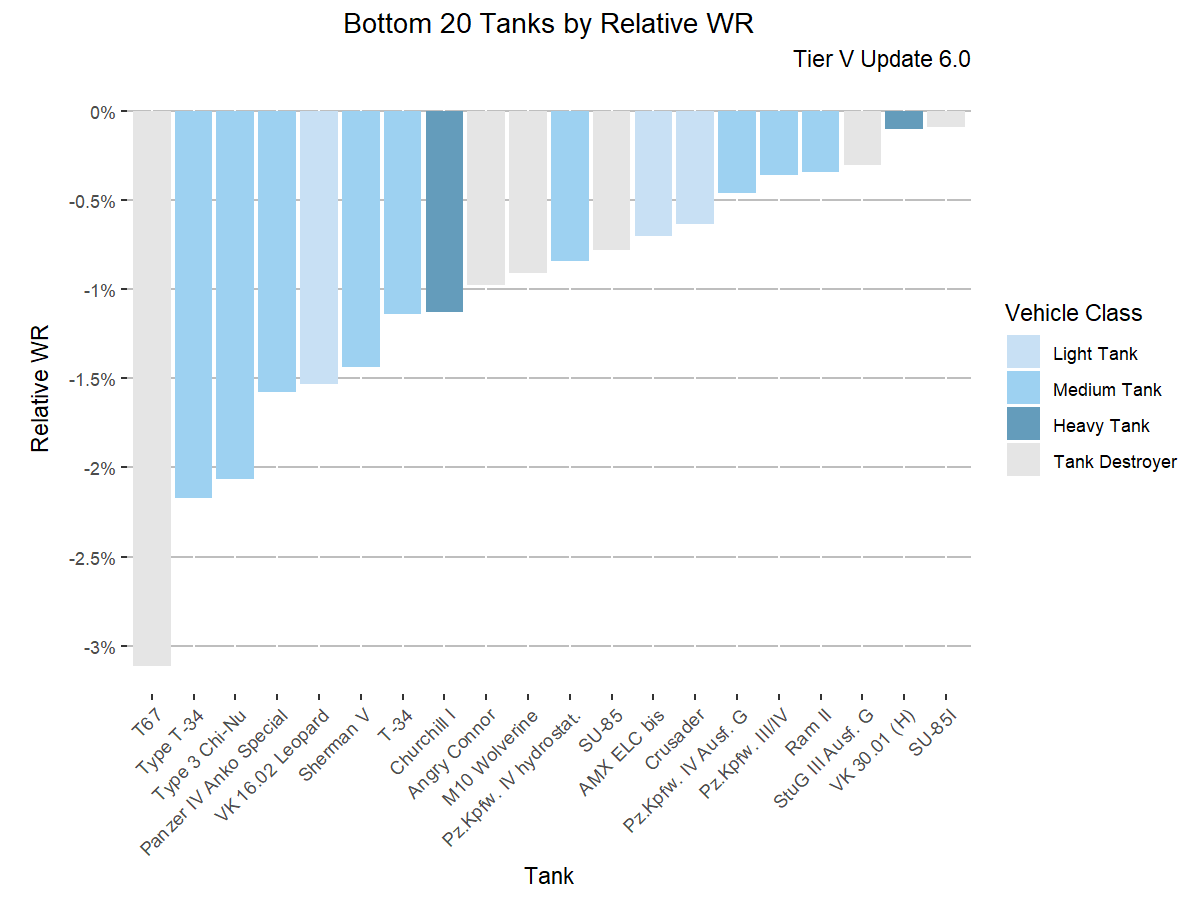 Bottom 20 Tanks by Relative WR
Tier V Update 6.0
Relative WR
0%
-0.5%
-1%
-1.5%
-2%
-2.5%
-3%
T67
Type T-34
Type 3 Chi-Nu
Panzer IV Anko Special
VK 16.02 Leopard
Sherman V
T-34
Churchill I
Angry Connor
M10 Wolverine
Pz.Kpfw. IV hydrostat.
SU-85
AMX ELC bis
Crusader
Pz.Kpfw. IV Ausf. G
Pz.Kpfw. III/IV
Ram II
StuG III Ausf. G
VK 30.01 (H)
SU-85I
Tank
Vehicle Class
Light Tank
Medium Tank
Heavy Tank
Tank Destroyer